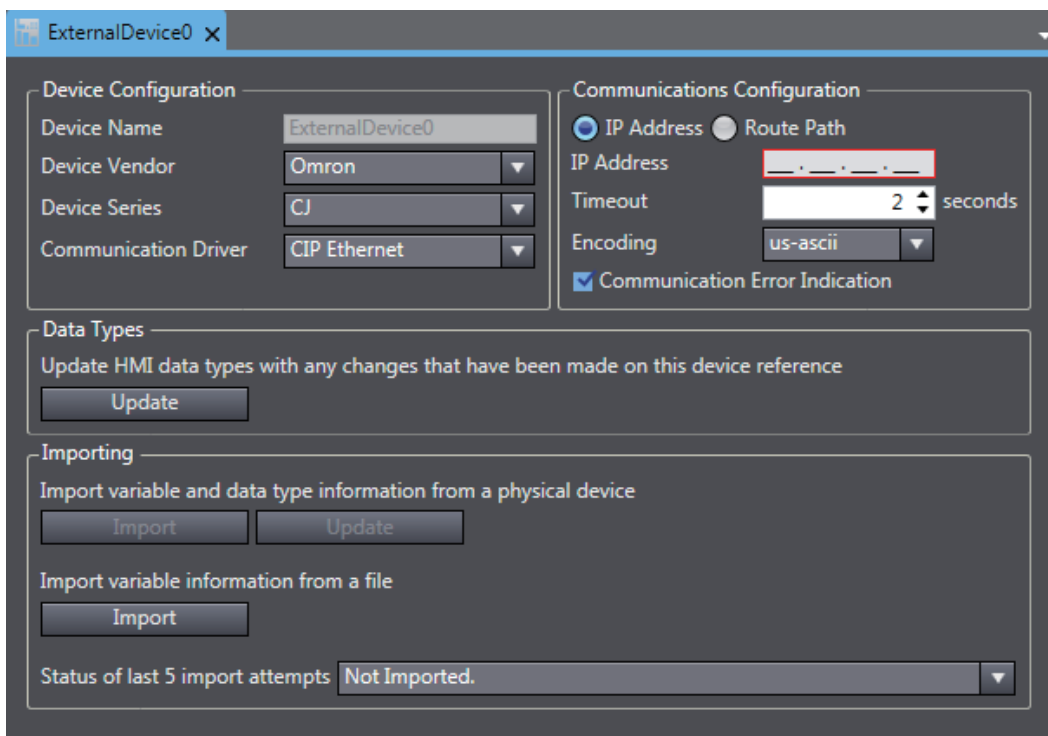 ExternalDevice0
Device Configuration
Device Name ExternalDevice0
Device Vendor Omron
Device Series CJ
Communication Driver CIP Ethernet
Communications Configuration
IP Address Route Path
IP Address __ . __ . __ . __
Timeout 2 seconds
Encoding us-ascii
Communication Error Indication
Data Types
Update HMI data types with any changes that have been made on this device reference
Update
Importing
Import variable and data type information from a physical device
Import Update
Import variable information from a file
Import
Status of last 5 import attempts Not Imported.